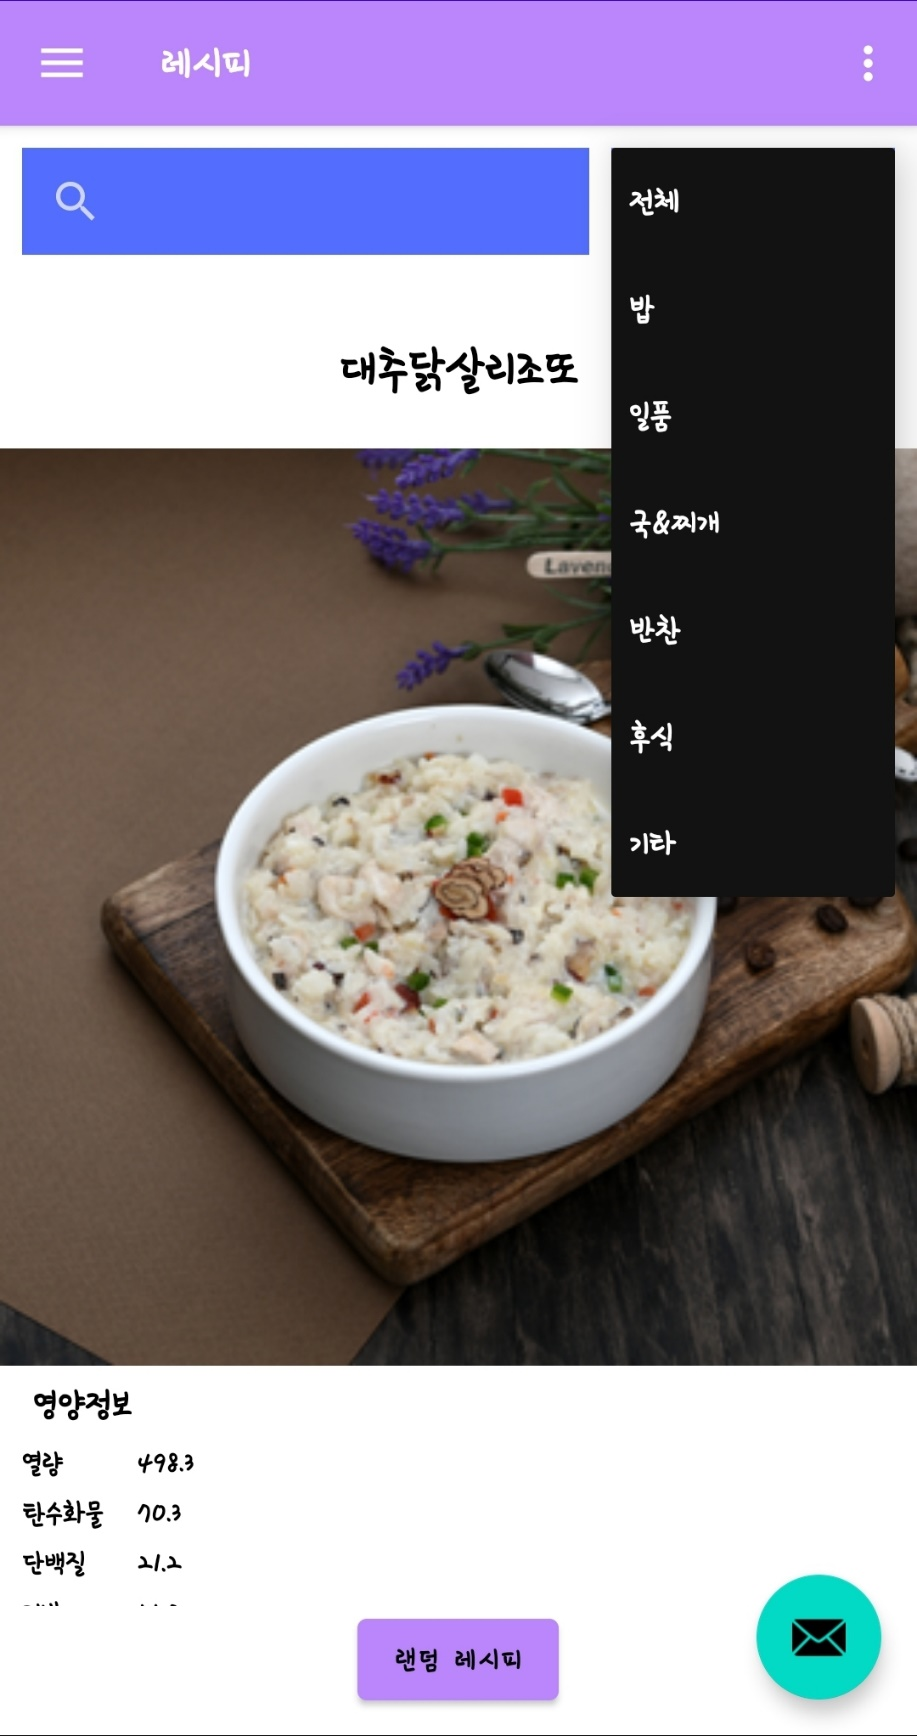 레시피
전체
밥
일품
국&찌개
반찬
후식
기타
대추닭살리조또
영양정보
열량 498.3
탄수화물 70.3
단백질 21.2
랜덤 레시피